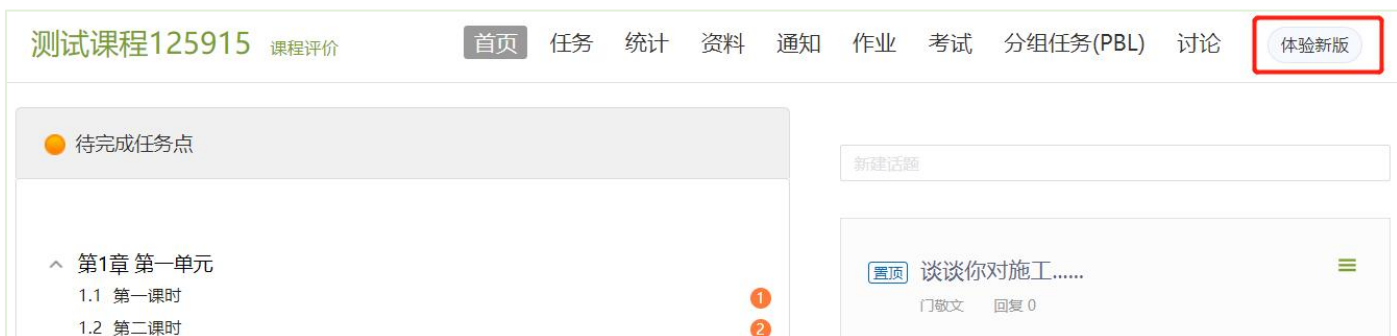 测试课程125915 课程评价 首页 任务 统计 资料 通知 作业 考试 分组任务(PBL) 讨论 体验新版
待完成任务点
新建话题
第1章 第一单元
1.1 第一课时 1
1.2 第二课时 2
置顶 谈谈你对施工......
门敬文 回复 0